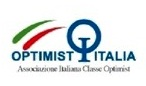 OPTIMIST ITALIA
Associazione Italiana Classe Optimist